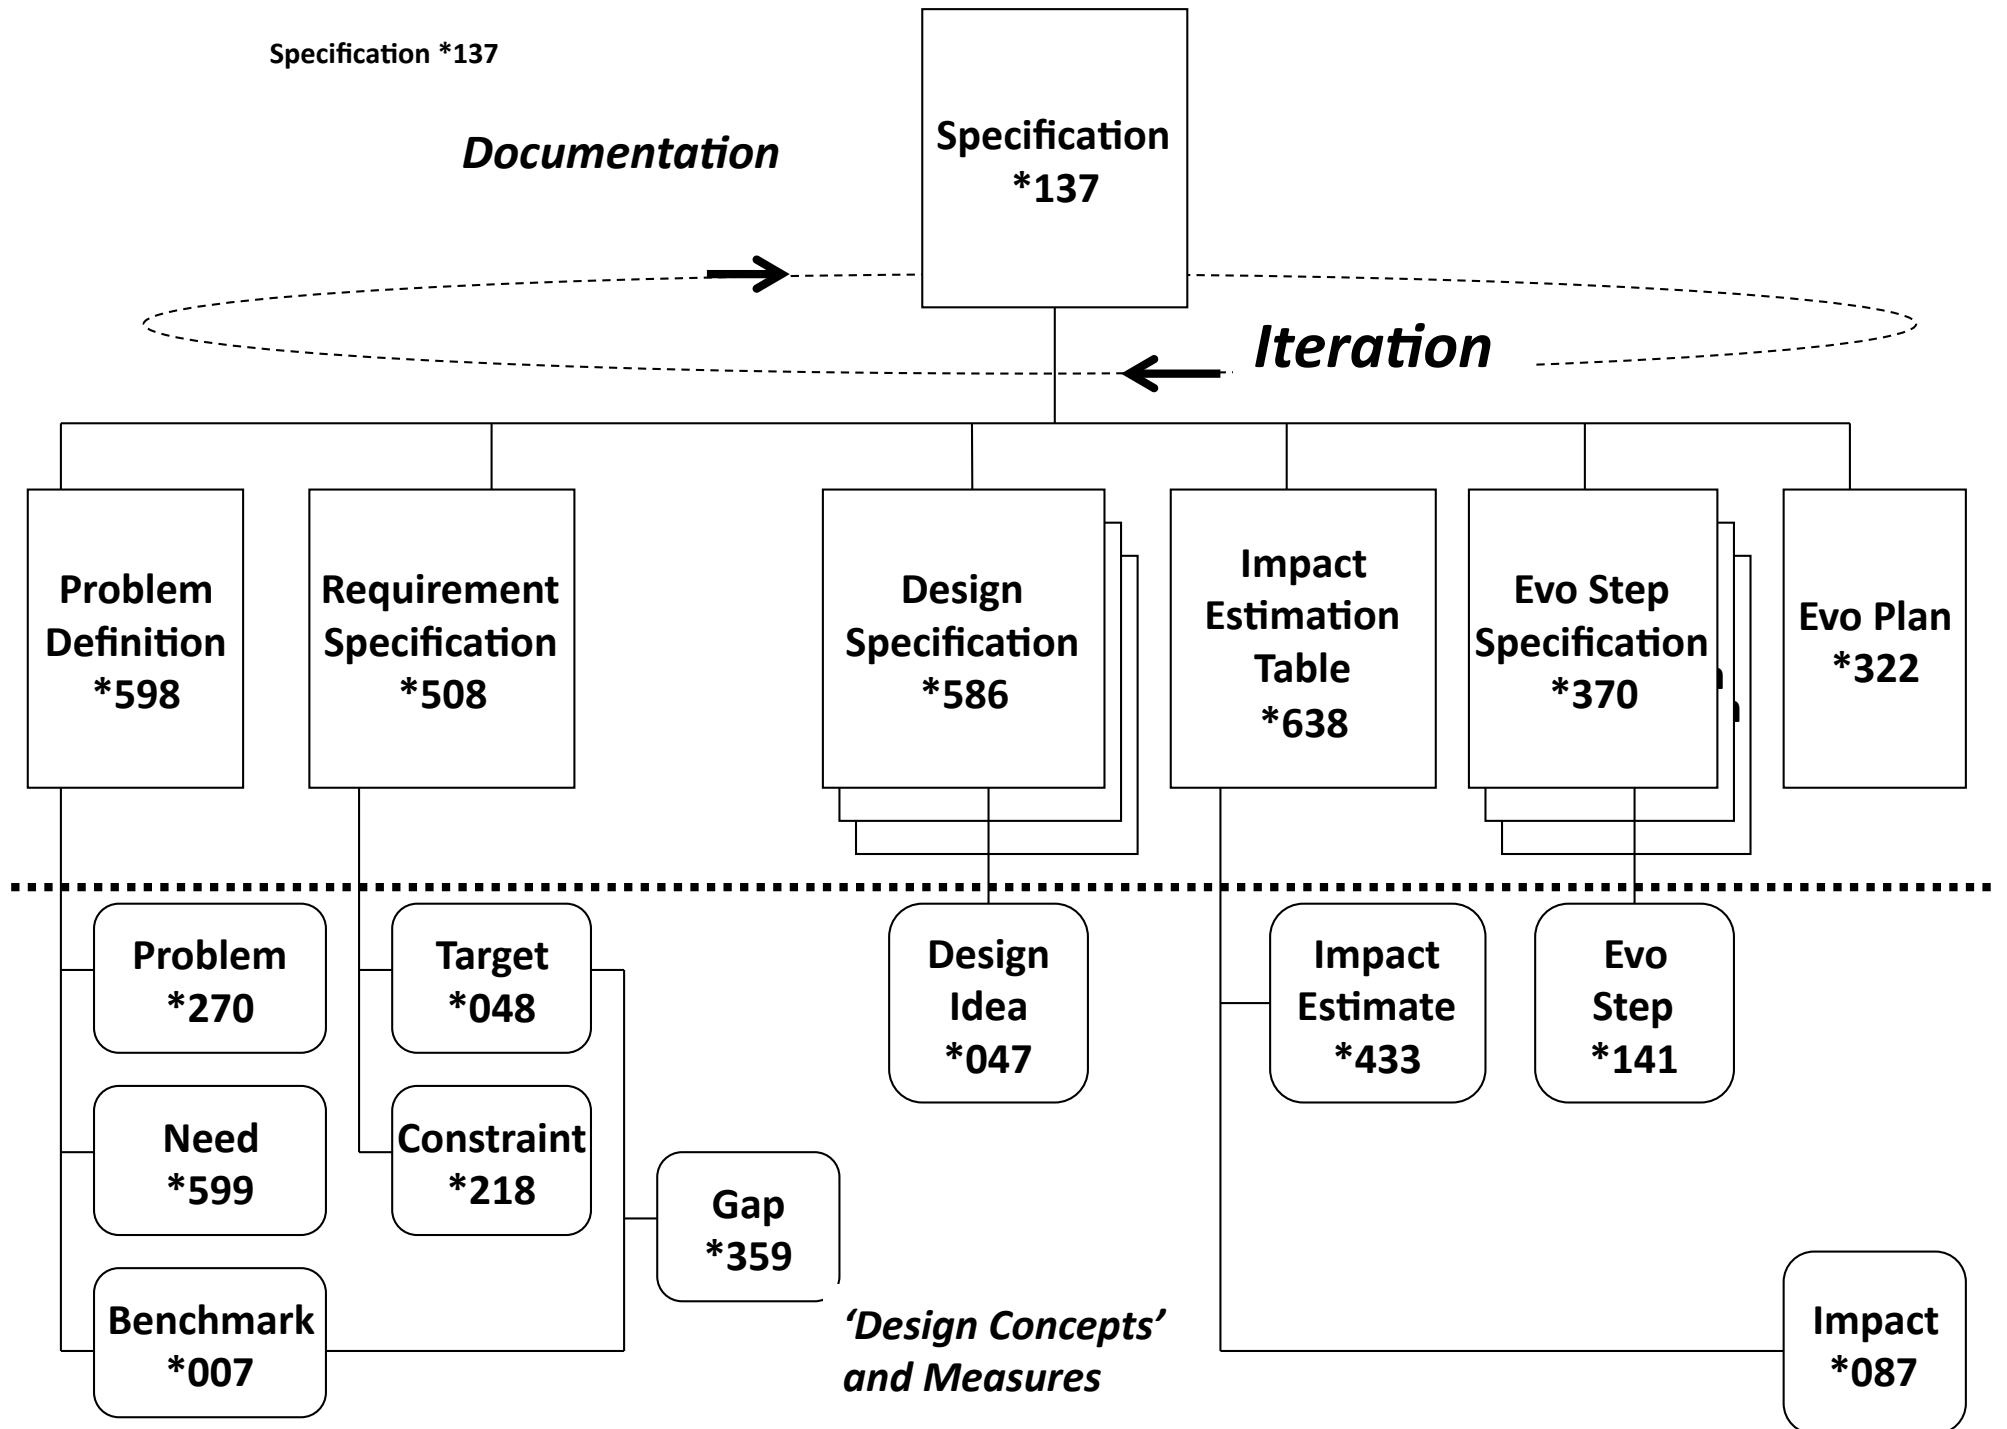 Specification *137
Documentation
Specification
*137
Iteration
Problem
Definition
*598
Requirement
Specification
*508
Design
Specification
*586
Impact
Estimation
Table
*638
Evo Step
Specification
*370
Evo Plan
*322
Problem
*270
Target
*048
Design
Idea
*047
Impact
Estimate
*433
Evo
Step
*141
Need
*599
Constraint
*218
Gap
*359
Benchmark
*007
‘Design Concepts’
and Measures
Impact
*087